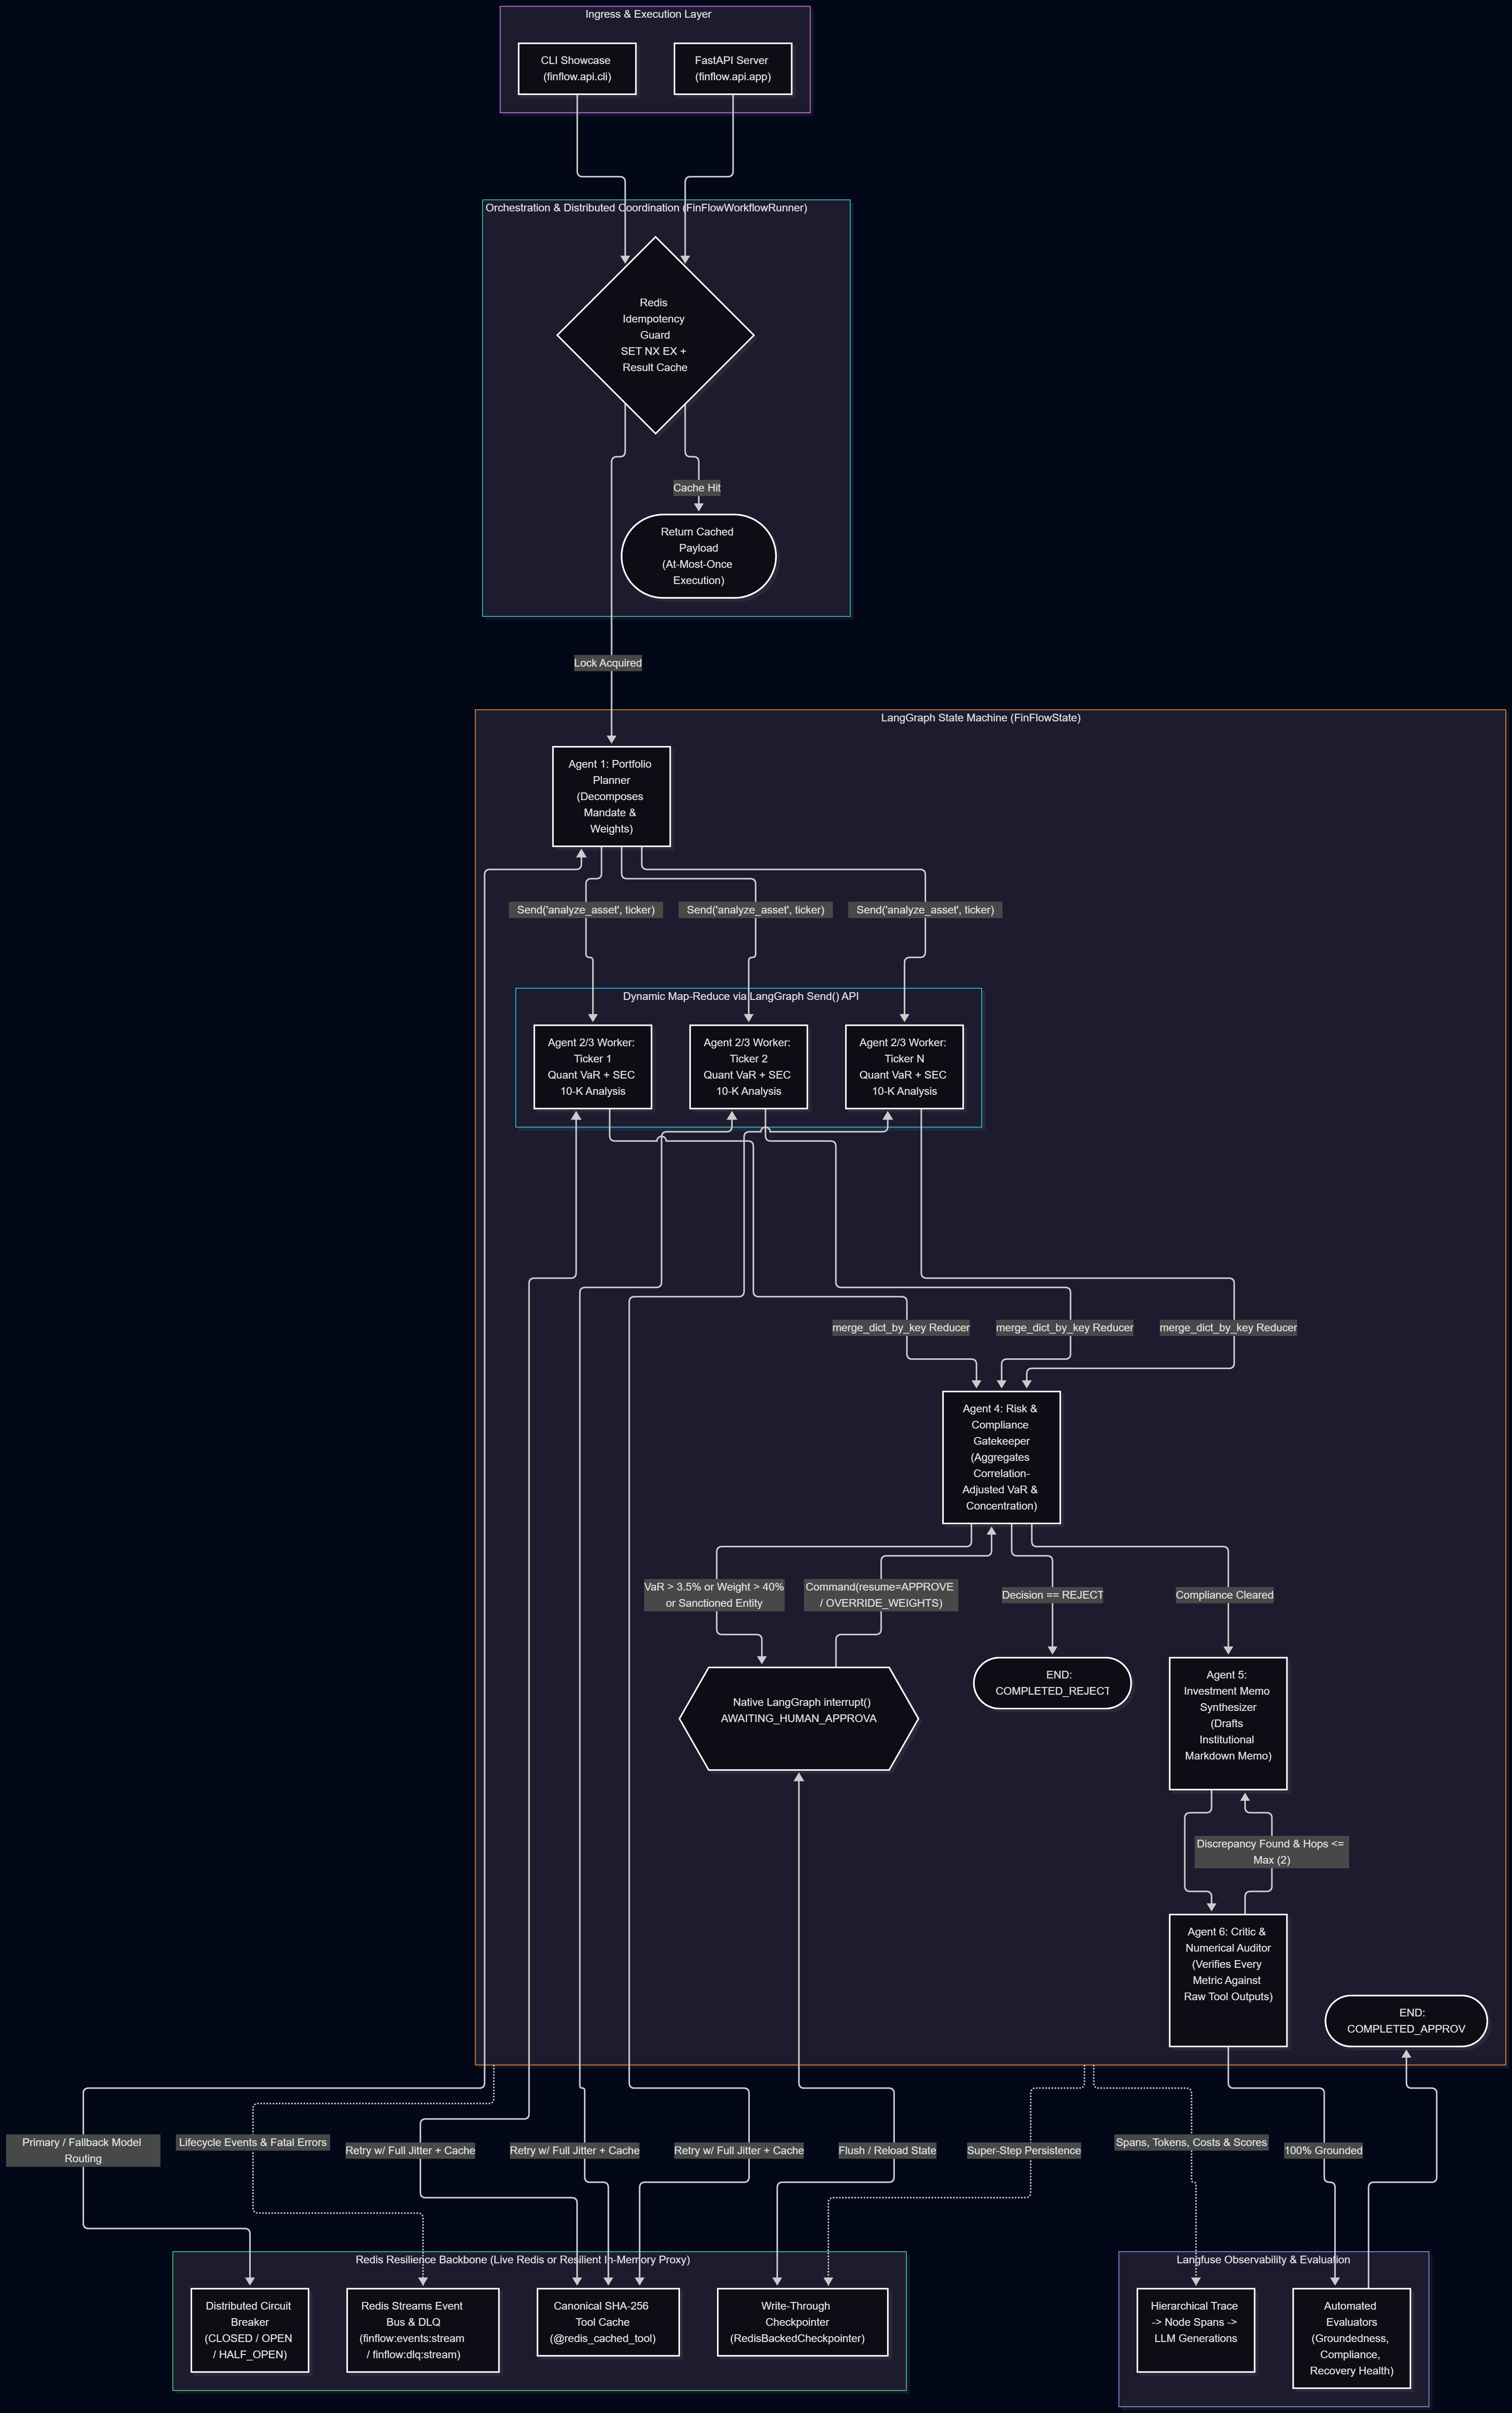 Ingress & Execution Layer
CLI Showcase
(finflow.api.cli)
FastAPI Server
(finflow.api.app)
Orchestration & Distributed Coordination (FinFlowWorkflowRunner)
Redis
Idempotency
Guard
SET NX EX +
Result Cache
Cache Hit
Return Cached
Payload
(At-Most-Once
Execution)
Lock Acquired
LangGraph State Machine (FinFlowState)
Agent 1: Portfolio
Planner
(Decomposes
Mandate &
Weights)
Send('analyze_asset', ticker)
Send('analyze_asset', ticker)
Send('analyze_asset', ticker)
Dynamic Map-Reduce via LangGraph Send() API
Agent 2/3 Worker:
Ticker 1
Quant VaR + SEC
10-K Analysis
Agent 2/3 Worker:
Ticker 2
Quant VaR + SEC
10-K Analysis
Agent 2/3 Worker:
Ticker N
Quant VaR + SEC
10-K Analysis
merge_dict_by_key Reducer
merge_dict_by_key Reducer
merge_dict_by_key Reducer
Agent 4: Risk &
Compliance
Gatekeeper
(Aggregates
Correlation-
Adjusted VaR &
Concentration)
VaR > 3.5% or Weight > 40%
or Sanctioned Entity
Command(resume=APPROVE
/ OVERRIDE_WEIGHTS)
Decision == REJECT
Compliance Cleared
Native LangGraph interrupt()
AWAITING_HUMAN_APPROVA
END:
COMPLETED_REJECT
Agent 5:
Investment Memo
Synthesizer
(Drafts
Institutional
Markdown Memo)
Discrepancy Found & Hops <=
Max (2)
Agent 6: Critic &
Numerical Auditor
(Verifies Every
Metric Against
Raw Tool Outputs)
END:
COMPLETED_APPROV
Primary / Fallback Model
Routing
Lifecycle Events & Fatal Errors
Retry w/ Full Jitter + Cache
Retry w/ Full Jitter + Cache
Retry w/ Full Jitter + Cache
Flush / Reload State
Super-Step Persistence
Spans, Tokens, Costs & Scores
100% Grounded
Redis Resilience Backbone (Live Redis or Resilient In-Memory Proxy)
Distributed Circuit
Breaker
(CLOSED / OPEN
/ HALF_OPEN)
Redis Streams Event
Bus & DLQ
(finflow:events:stream
/ finflow:dlq:stream)
Canonical SHA-256
Tool Cache
(@redis_cached_tool)
Write-Through
Checkpointer
(RedisBackedCheckpointer)
Langfuse Observability & Evaluation
Hierarchical Trace
-> Node Spans ->
LLM Generations
Automated
Evaluators
(Groundedness,
Compliance,
Recovery Health)